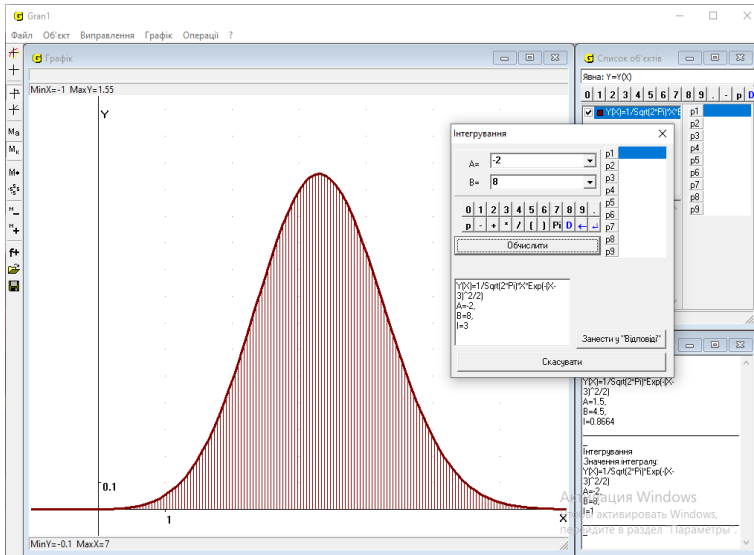 Gran1
Файл Об'єкт Виправлення Графік Операції ?
Графік
MinX=-1 MaxY=1.55
Y
0.1
1
X
MinY=-0.1 MaxX=7
Список об'єктів
Явна: Y=Y(X)
0 1 2 3 4 5 6 7 8 9 . - p D
Y(X)=1/Sqrt(2*Pi)*X*E
p1
p2
p3
p4
p5
p6
p7
p8
p9
Інтегрування
A= -2
B= 8
0 1 2 3 4 5 6 7 8 9 .
p - + * / ( ) Pi D ← ↵
Обчислити
p1
p2
p3
p4
p5
p6
p7
p8
p9
Y(X)=1/Sqrt(2*Pi)*X*Exp(-(X-
3)^2/2)
A=-2,
B=8,
I=3
Занести у "Відповіді"
Скасувати
Y(X)=1/Sqrt(2*Pi)*Exp(-(X-
3)^2/2)
A=1.5,
B=4.5,
I=0.8664
Інтегрування
Значення інтегралу:
Y(X)=1/Sqrt(2*Pi)*Exp(-(X-
3)^2/2)
A=-2,
B=8,
I=1
Активация Windows
Чтобы активировать Windows,
перейдите в раздел "Параметры".
Ma
Mк
M
M
M
f+